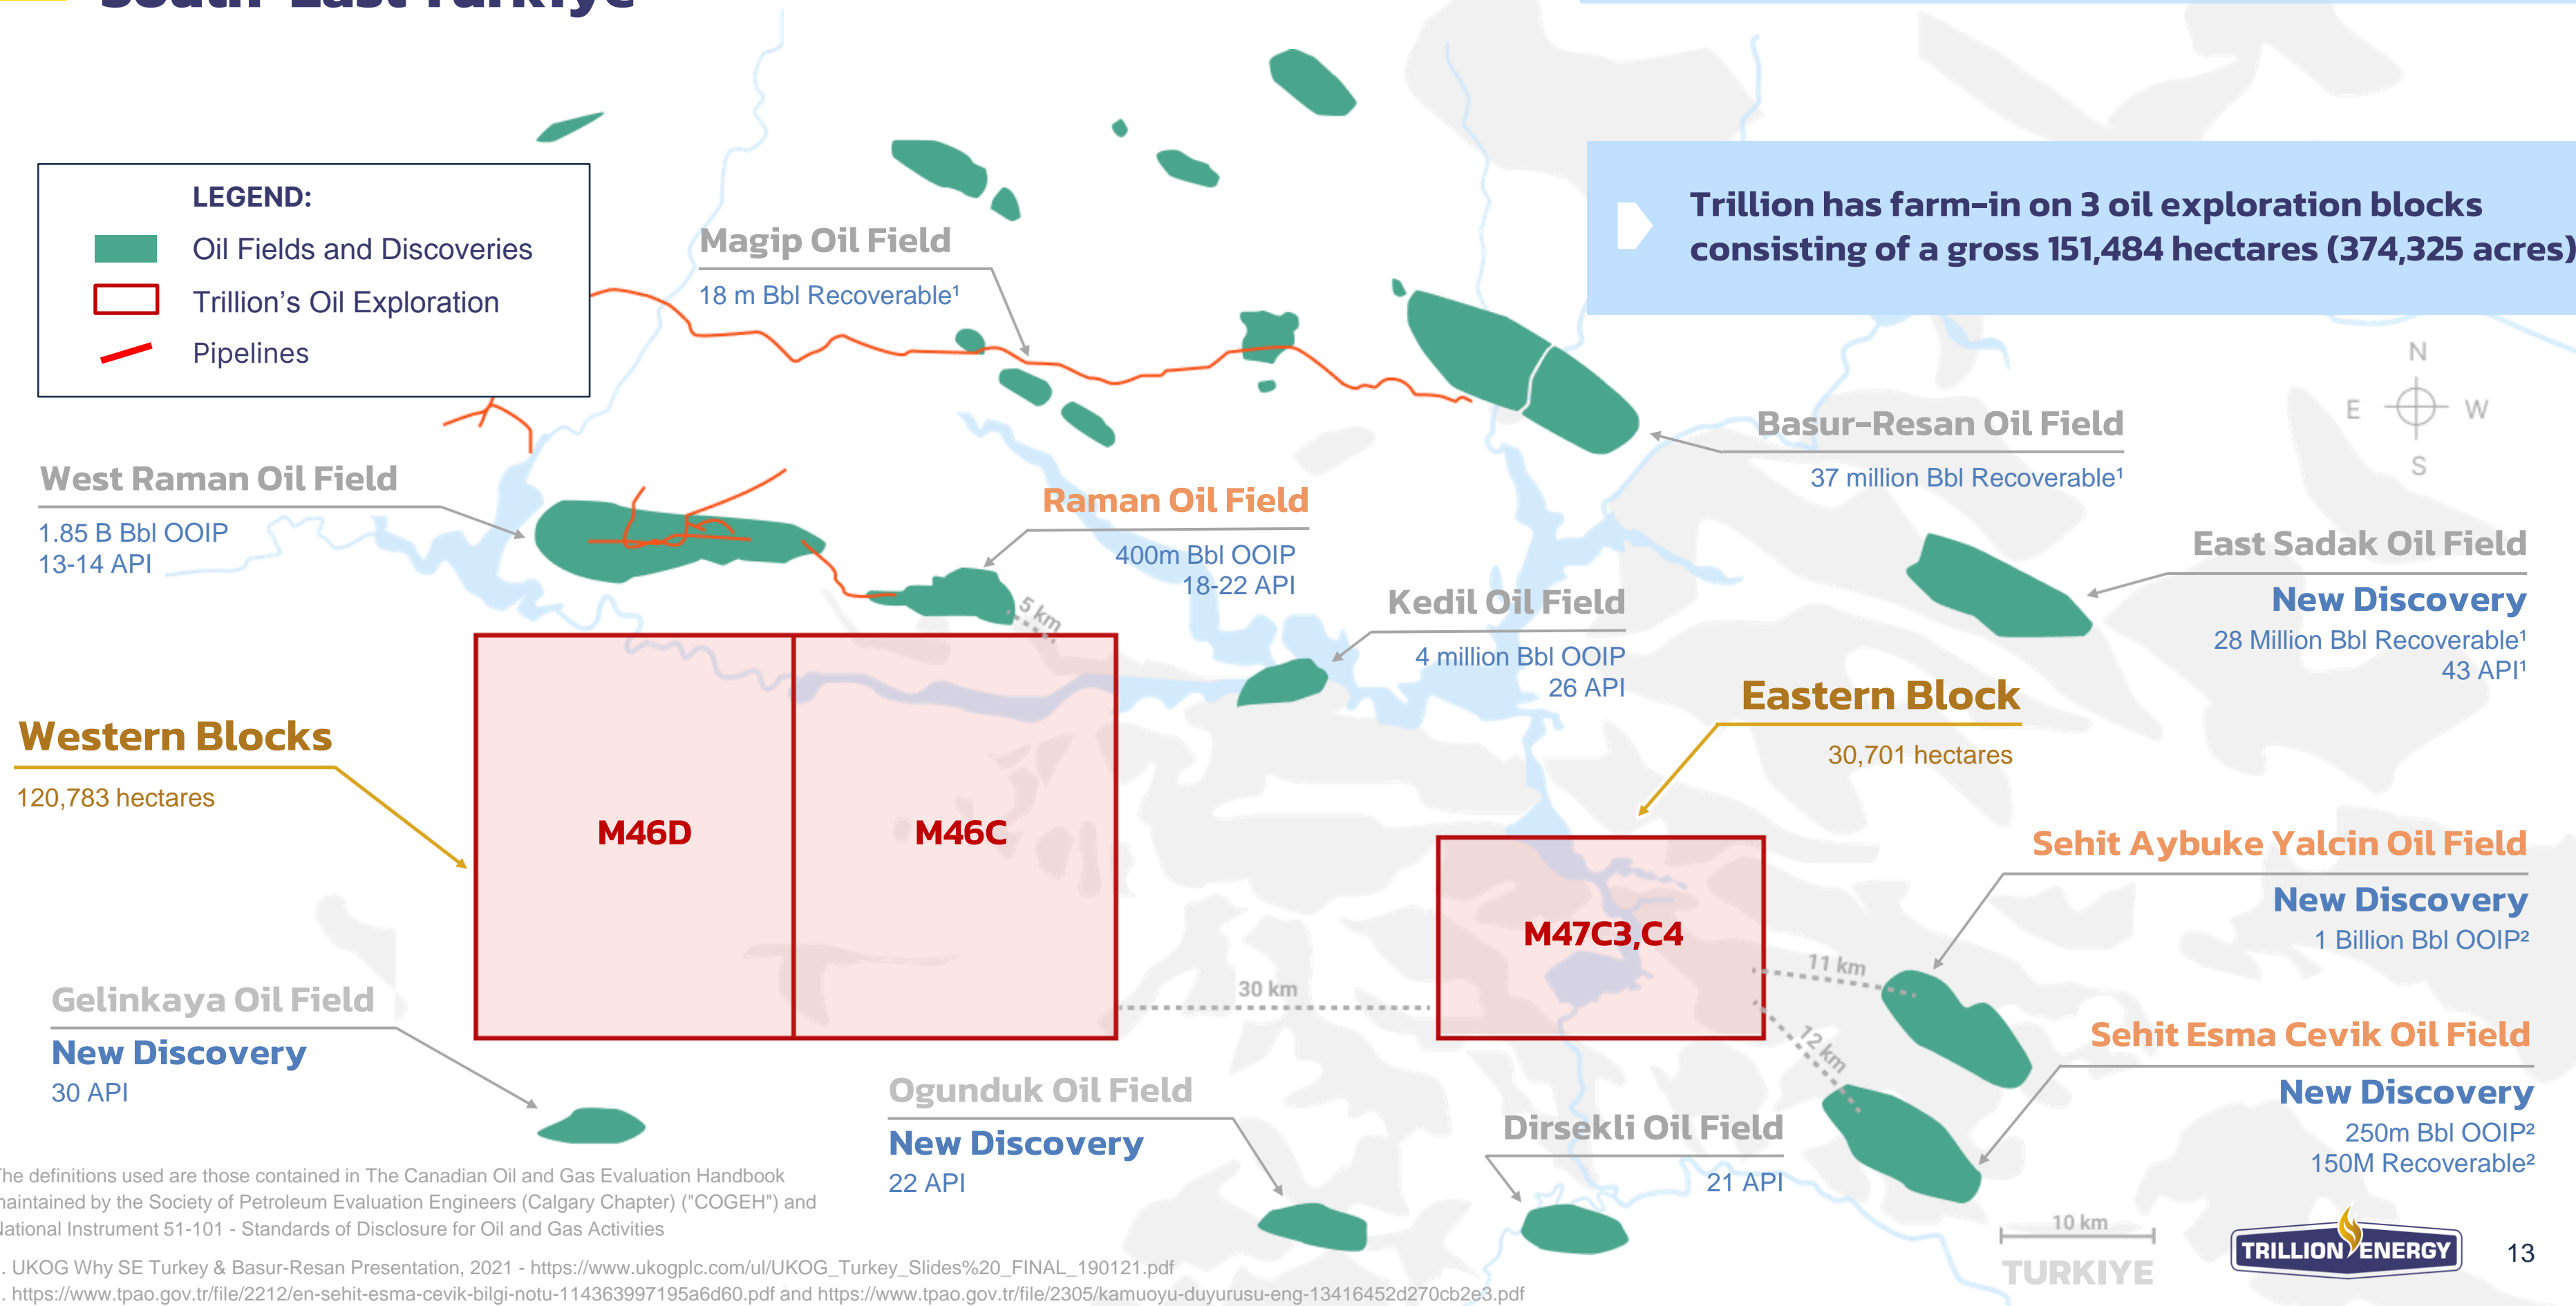 South-East Türkiye
LEGEND:
Oil Fields and Discoveries
Trillion's Oil Exploration
Pipelines
Magip Oil Field
18 m Bbl Recoverable¹
Trillion has farm-in on 3 oil exploration blocks
consisting of a gross 151,484 hectares (374,325 acres)
N
E
W
S
Basur-Resan Oil Field
37 million Bbl Recoverable¹
West Raman Oil Field
1.85 B Bbl OOIP
13-14 API
Raman Oil Field
400m Bbl OOIP
18-22 API
5 km
Kedil Oil Field
4 million Bbl OOIP
26 API
East Sadak Oil Field
New Discovery
28 Million Bbl Recoverable¹
43 API¹
Western Blocks
120,783 hectares
Eastern Block
30,701 hectares
M46D
M46C
M47C3,C4
30 km
11 km
12 km
Sehit Aybuke Yalcin Oil Field
New Discovery
1 Billion Bbl OOIP²
Sehit Esma Cevik Oil Field
New Discovery
250m Bbl OOIP²
150M Recoverable²
Gelinkaya Oil Field
New Discovery
30 API
Ogunduk Oil Field
New Discovery
22 API
Dirsekli Oil Field
21 API
he definitions used are those contained in The Canadian Oil and Gas Evaluation Handbook
aintained by the Society of Petroleum Evaluation Engineers (Calgary Chapter) ("COGEH") and
ational Instrument 51-101 - Standards of Disclosure for Oil and Gas Activities
. UKOG Why SE Turkey & Basur-Resan Presentation, 2021 - https://www.ukogplc.com/ul/UKOG_Turkey_Slides%20_FINAL_190121.pdf
. https://www.tpao.gov.tr/file/2212/en-sehit-esma-cevik-bilgi-notu-114363997195a6d60.pdf and https://www.tpao.gov.tr/file/2305/kamuoyu-duyurusu-eng-13416452d270cb2e3.pdf
10 km
TURKIYE
TRILLION ENERGY
13